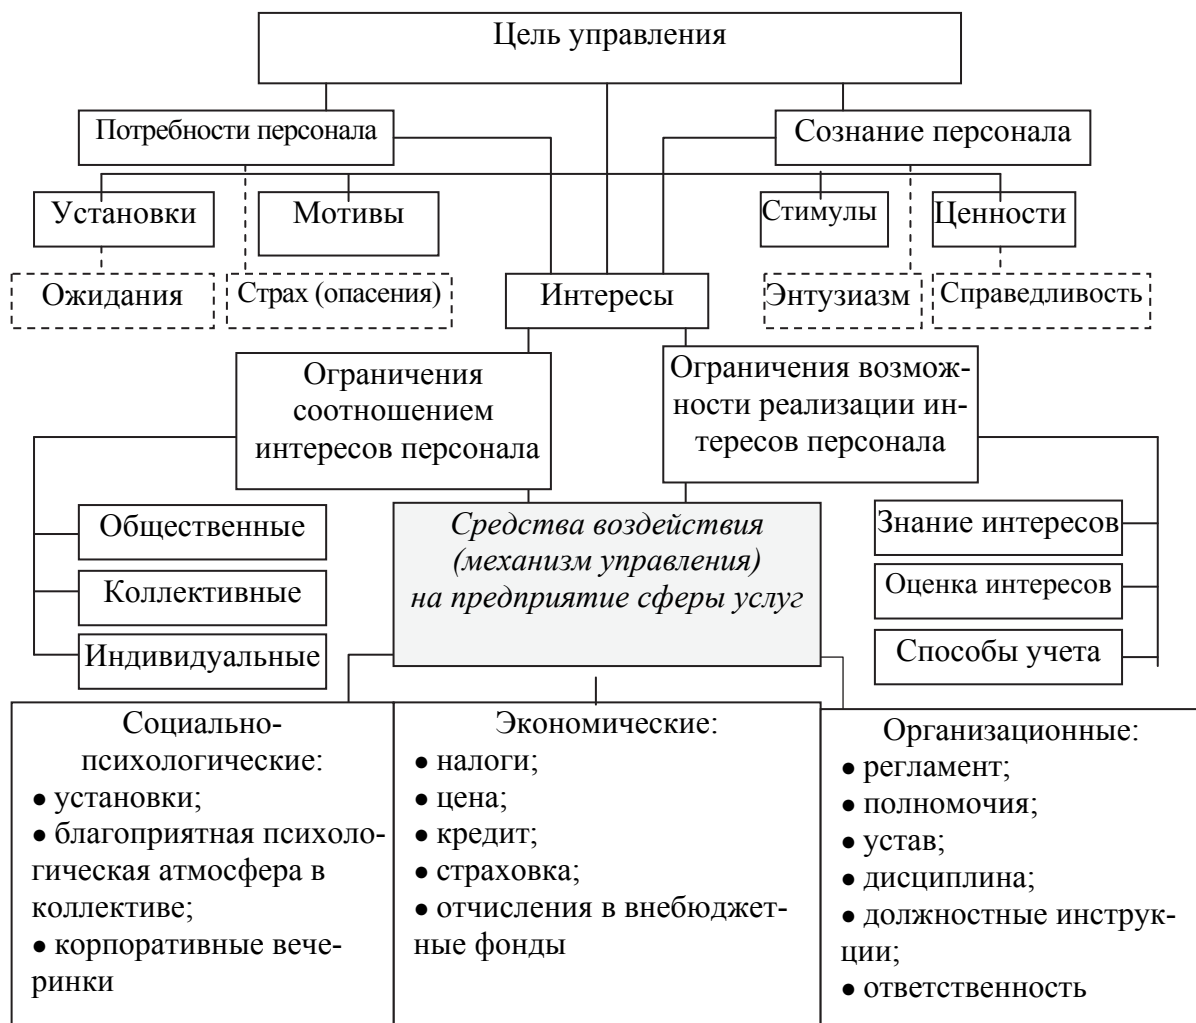 Цель управления
Потребности персонала
Сознание персонала
Установки
Мотивы
Стимулы
Ценности
Ожидания
Страх (опасения)
Интересы
Энтузиазм
Справедливость
Ограничения
соотношением
интересов персонала
Ограничения возмож-
ности реализации ин-
тересов персонала
Общественные
Коллективные
Индивидуальные
Средства воздействия
(механизм управления)
на предприятие сферы услуг
Знание интересов
Оценка интересов
Способы учета
Социально-
психологические:
● установки;
● благоприятная психоло-
гическая атмосфера в
коллективе;
● корпоративные вече-
ринки
Экономические:
● налоги;
● цена;
● кредит;
● страховка;
● отчисления в внебюджет-
ные фонды
Организационные:
● регламент;
● полномочия;
● устав;
● дисциплина;
● должностные инструк-
ции;
● ответственность